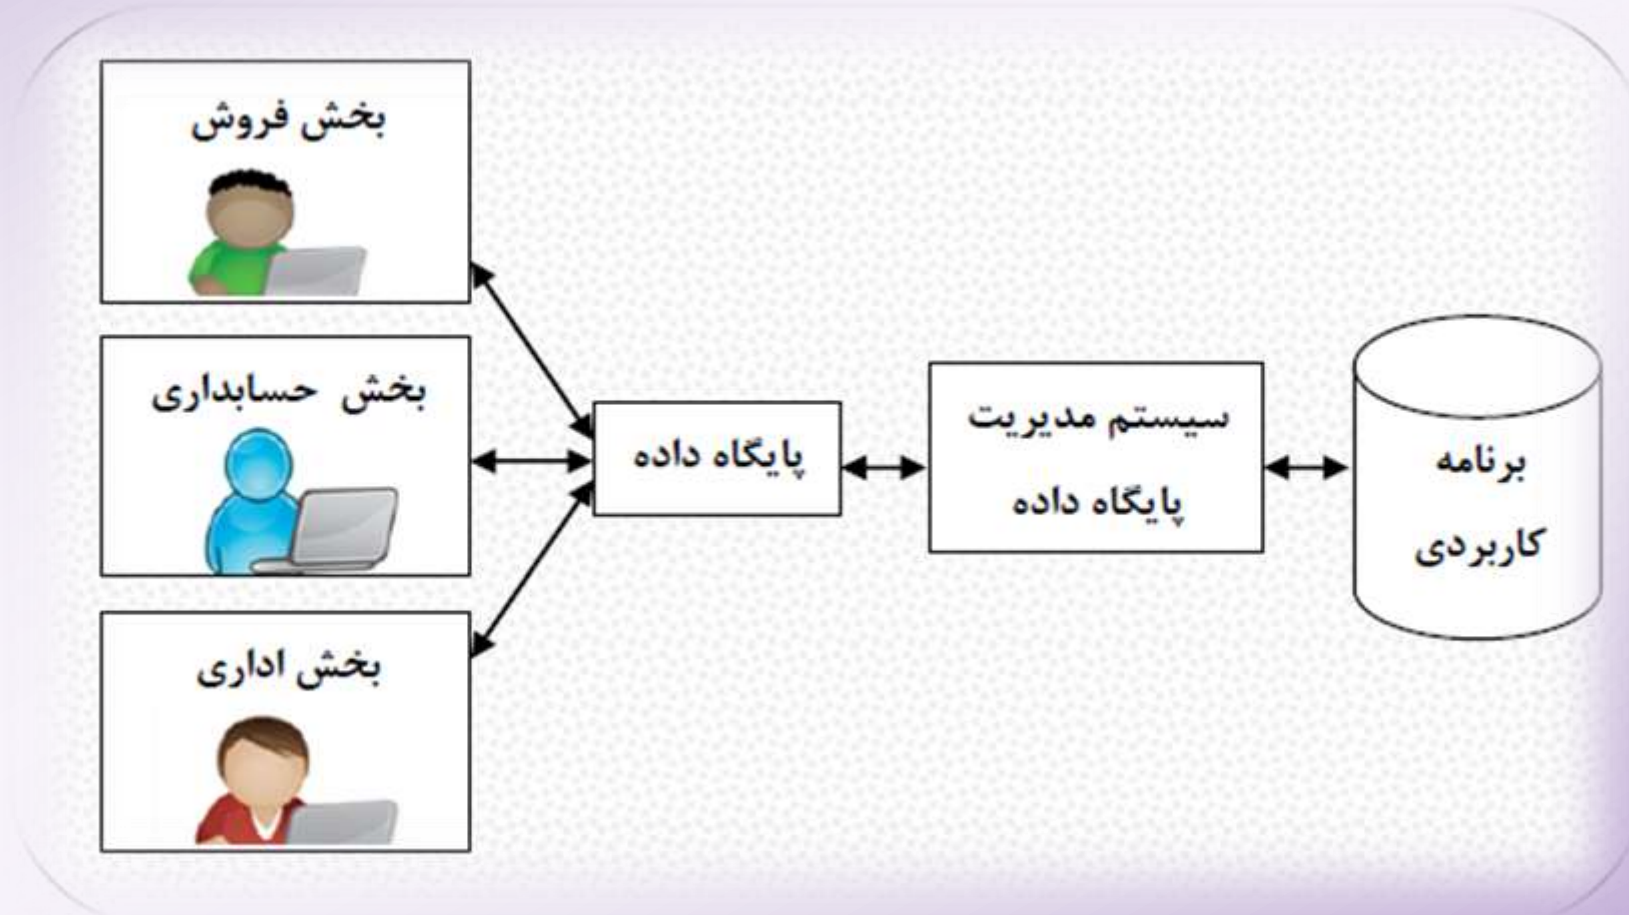 بخش فروش
بخش حسابداری
بخش اداری
پایگاه داده
سیستم مدیریت
پایگاه داده
برنامه
کاربردی